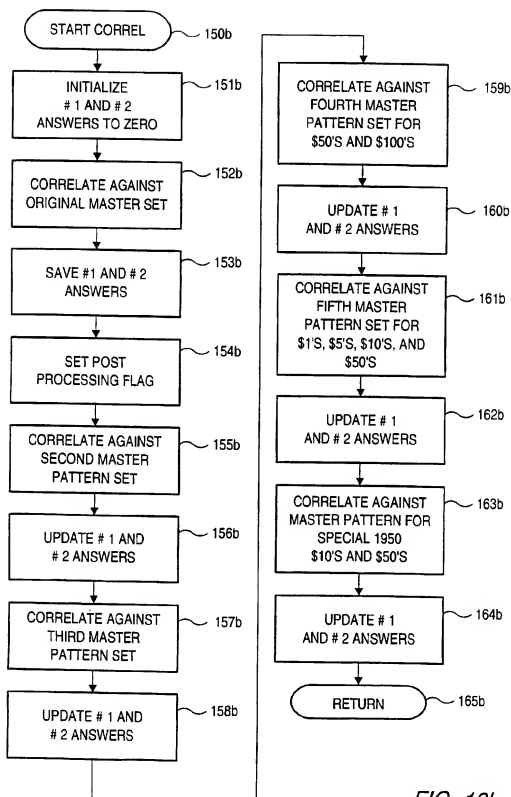 START CORREL
150b
INITIALIZE
# 1 AND # 2
ANSWERS TO ZERO
151b
CORRELATE AGAINST
ORIGINAL MASTER SET
152b
SAVE #1 AND # 2
ANSWERS
153b
SET POST
PROCESSING FLAG
154b
CORRELATE AGAINST
SECOND MASTER
PATTERN SET
155b
UPDATE # 1 AND
# 2 ANSWERS
156b
CORRELATE AGAINST
THIRD MASTER
PATTERN SET
157b
UPDATE # 1 AND
# 2 ANSWERS
158b
CORRELATE AGAINST
FOURTH MASTER
PATTERN SET FOR
$50'S AND $100'S
159b
UPDATE # 1
AND # 2 ANSWERS
160b
CORRELATE AGAINST
FIFTH MASTER
PATTERN SET FOR
$1'S, $5'S, $10'S, AND
$50'S
161b
UPDATE # 1
AND # 2 ANSWERS
162b
CORRELATE AGAINST
MASTER PATTERN FOR
SPECIAL 1950
$10'S AND $50'S
163b
UPDATE # 1
AND # 2 ANSWERS
164b
RETURN
165b